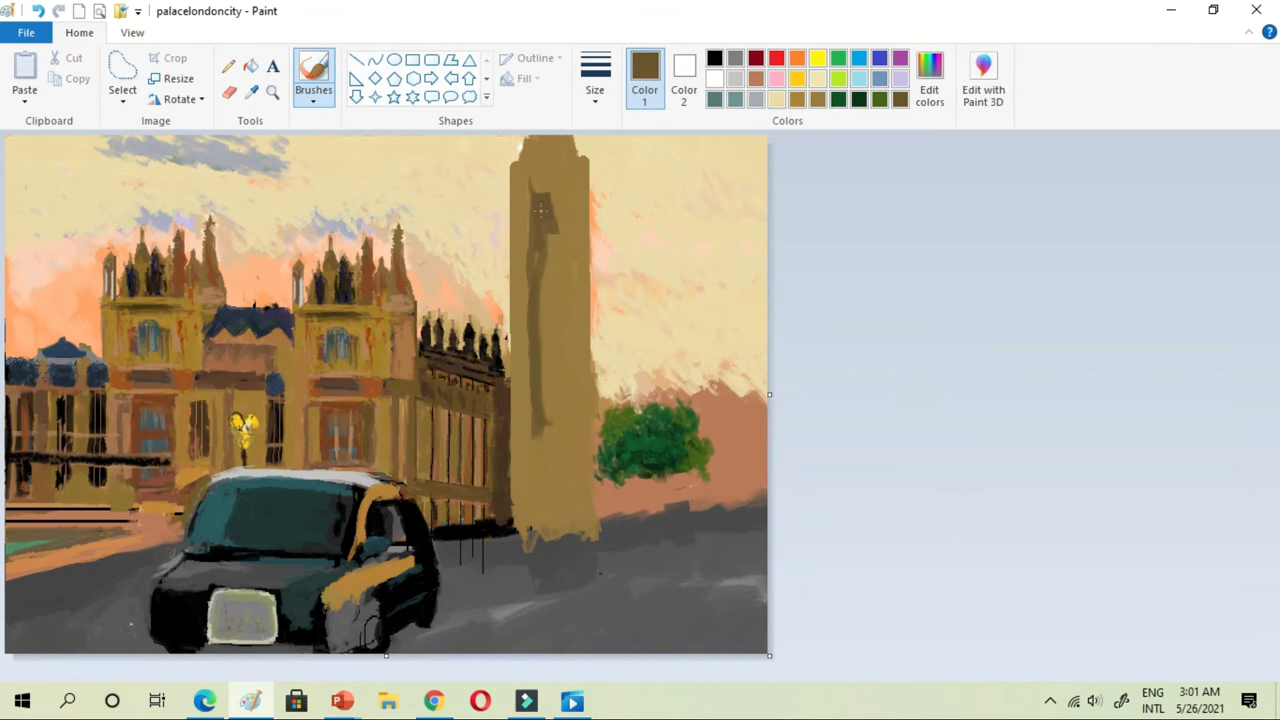 palacelondoncity - Paint
File
Home
View
Paste
Cut
Copy
Clipboard
Select
Crop
Resize
Rotate
Image
A
Tools
Brushes
Outline
Fill
Shapes
Size
Color
1
Color
2
Colors
Edit
colors
Edit with
Paint 3D
ENG
INTL
3:01 AM
5/26/2021